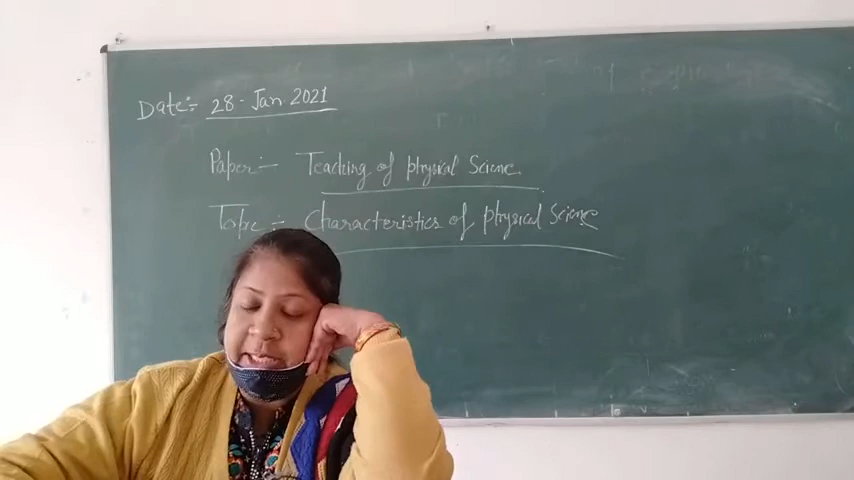 Date:- 28-Jan.2021
Paper:- Teaching of physical Science
Topic:- Characteristics of physical Science